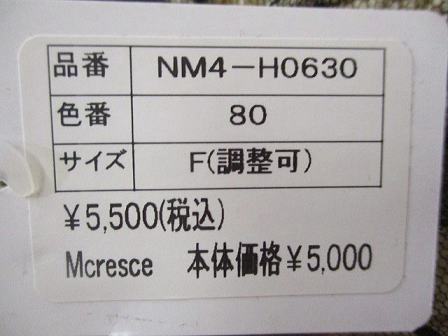 品番 NM4-H0630
色番 80
サイズ F(調整可)
¥5,500(税込)
Mcresce 本体価格¥5,000